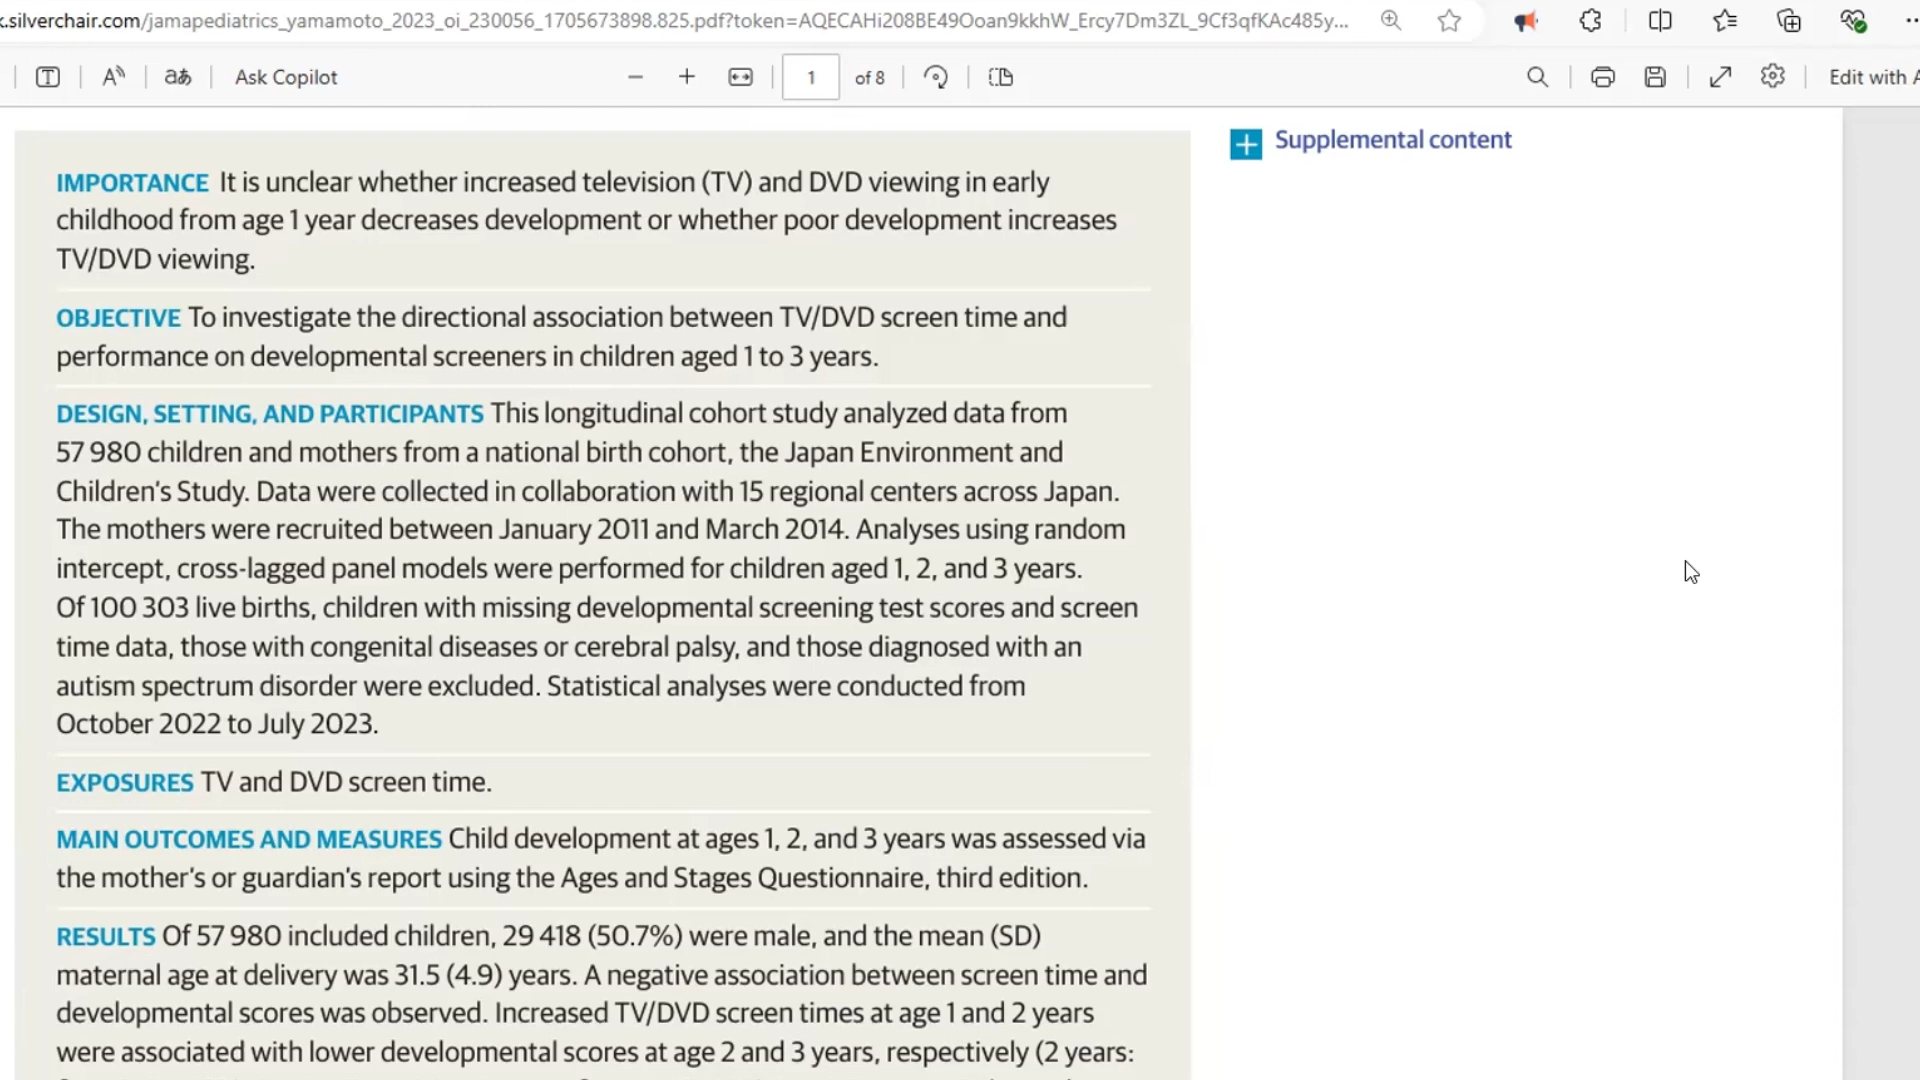 k.silverchair.com/jamapediatrics_yamamoto_2023_oi_230056_1705673898.825.pdf?token=AQECAHi208BE49Ooan9kkhW_Ercy7Dm3ZL_9Cf3qfKAc485y...
Ask Copilot
1 of 8
Edit with A
Supplemental content
IMPORTANCE It is unclear whether increased television (TV) and DVD viewing in early
childhood from age 1 year decreases development or whether poor development increases
TV/DVD viewing.
OBJECTIVE To investigate the directional association between TV/DVD screen time and
performance on developmental screeners in children aged 1 to 3 years.
DESIGN, SETTING, AND PARTICIPANTS This longitudinal cohort study analyzed data from
57 980 children and mothers from a national birth cohort, the Japan Environment and
Children's Study. Data were collected in collaboration with 15 regional centers across Japan.
The mothers were recruited between January 2011 and March 2014. Analyses using random
intercept, cross-lagged panel models were performed for children aged 1, 2, and 3 years.
Of 100 303 live births, children with missing developmental screening test scores and screen
time data, those with congenital diseases or cerebral palsy, and those diagnosed with an
autism spectrum disorder were excluded. Statistical analyses were conducted from
October 2022 to July 2023.
EXPOSURES TV and DVD screen time.
MAIN OUTCOMES AND MEASURES Child development at ages 1, 2, and 3 years was assessed via
the mother's or guardian's report using the Ages and Stages Questionnaire, third edition.
RESULTS Of 57 980 included children, 29 418 (50.7%) were male, and the mean (SD)
maternal age at delivery was 31.5 (4.9) years. A negative association between screen time and
developmental scores was observed. Increased TV/DVD screen times at age 1 and 2 years
were associated with lower developmental scores at age 2 and 3 years, respectively (2 years: